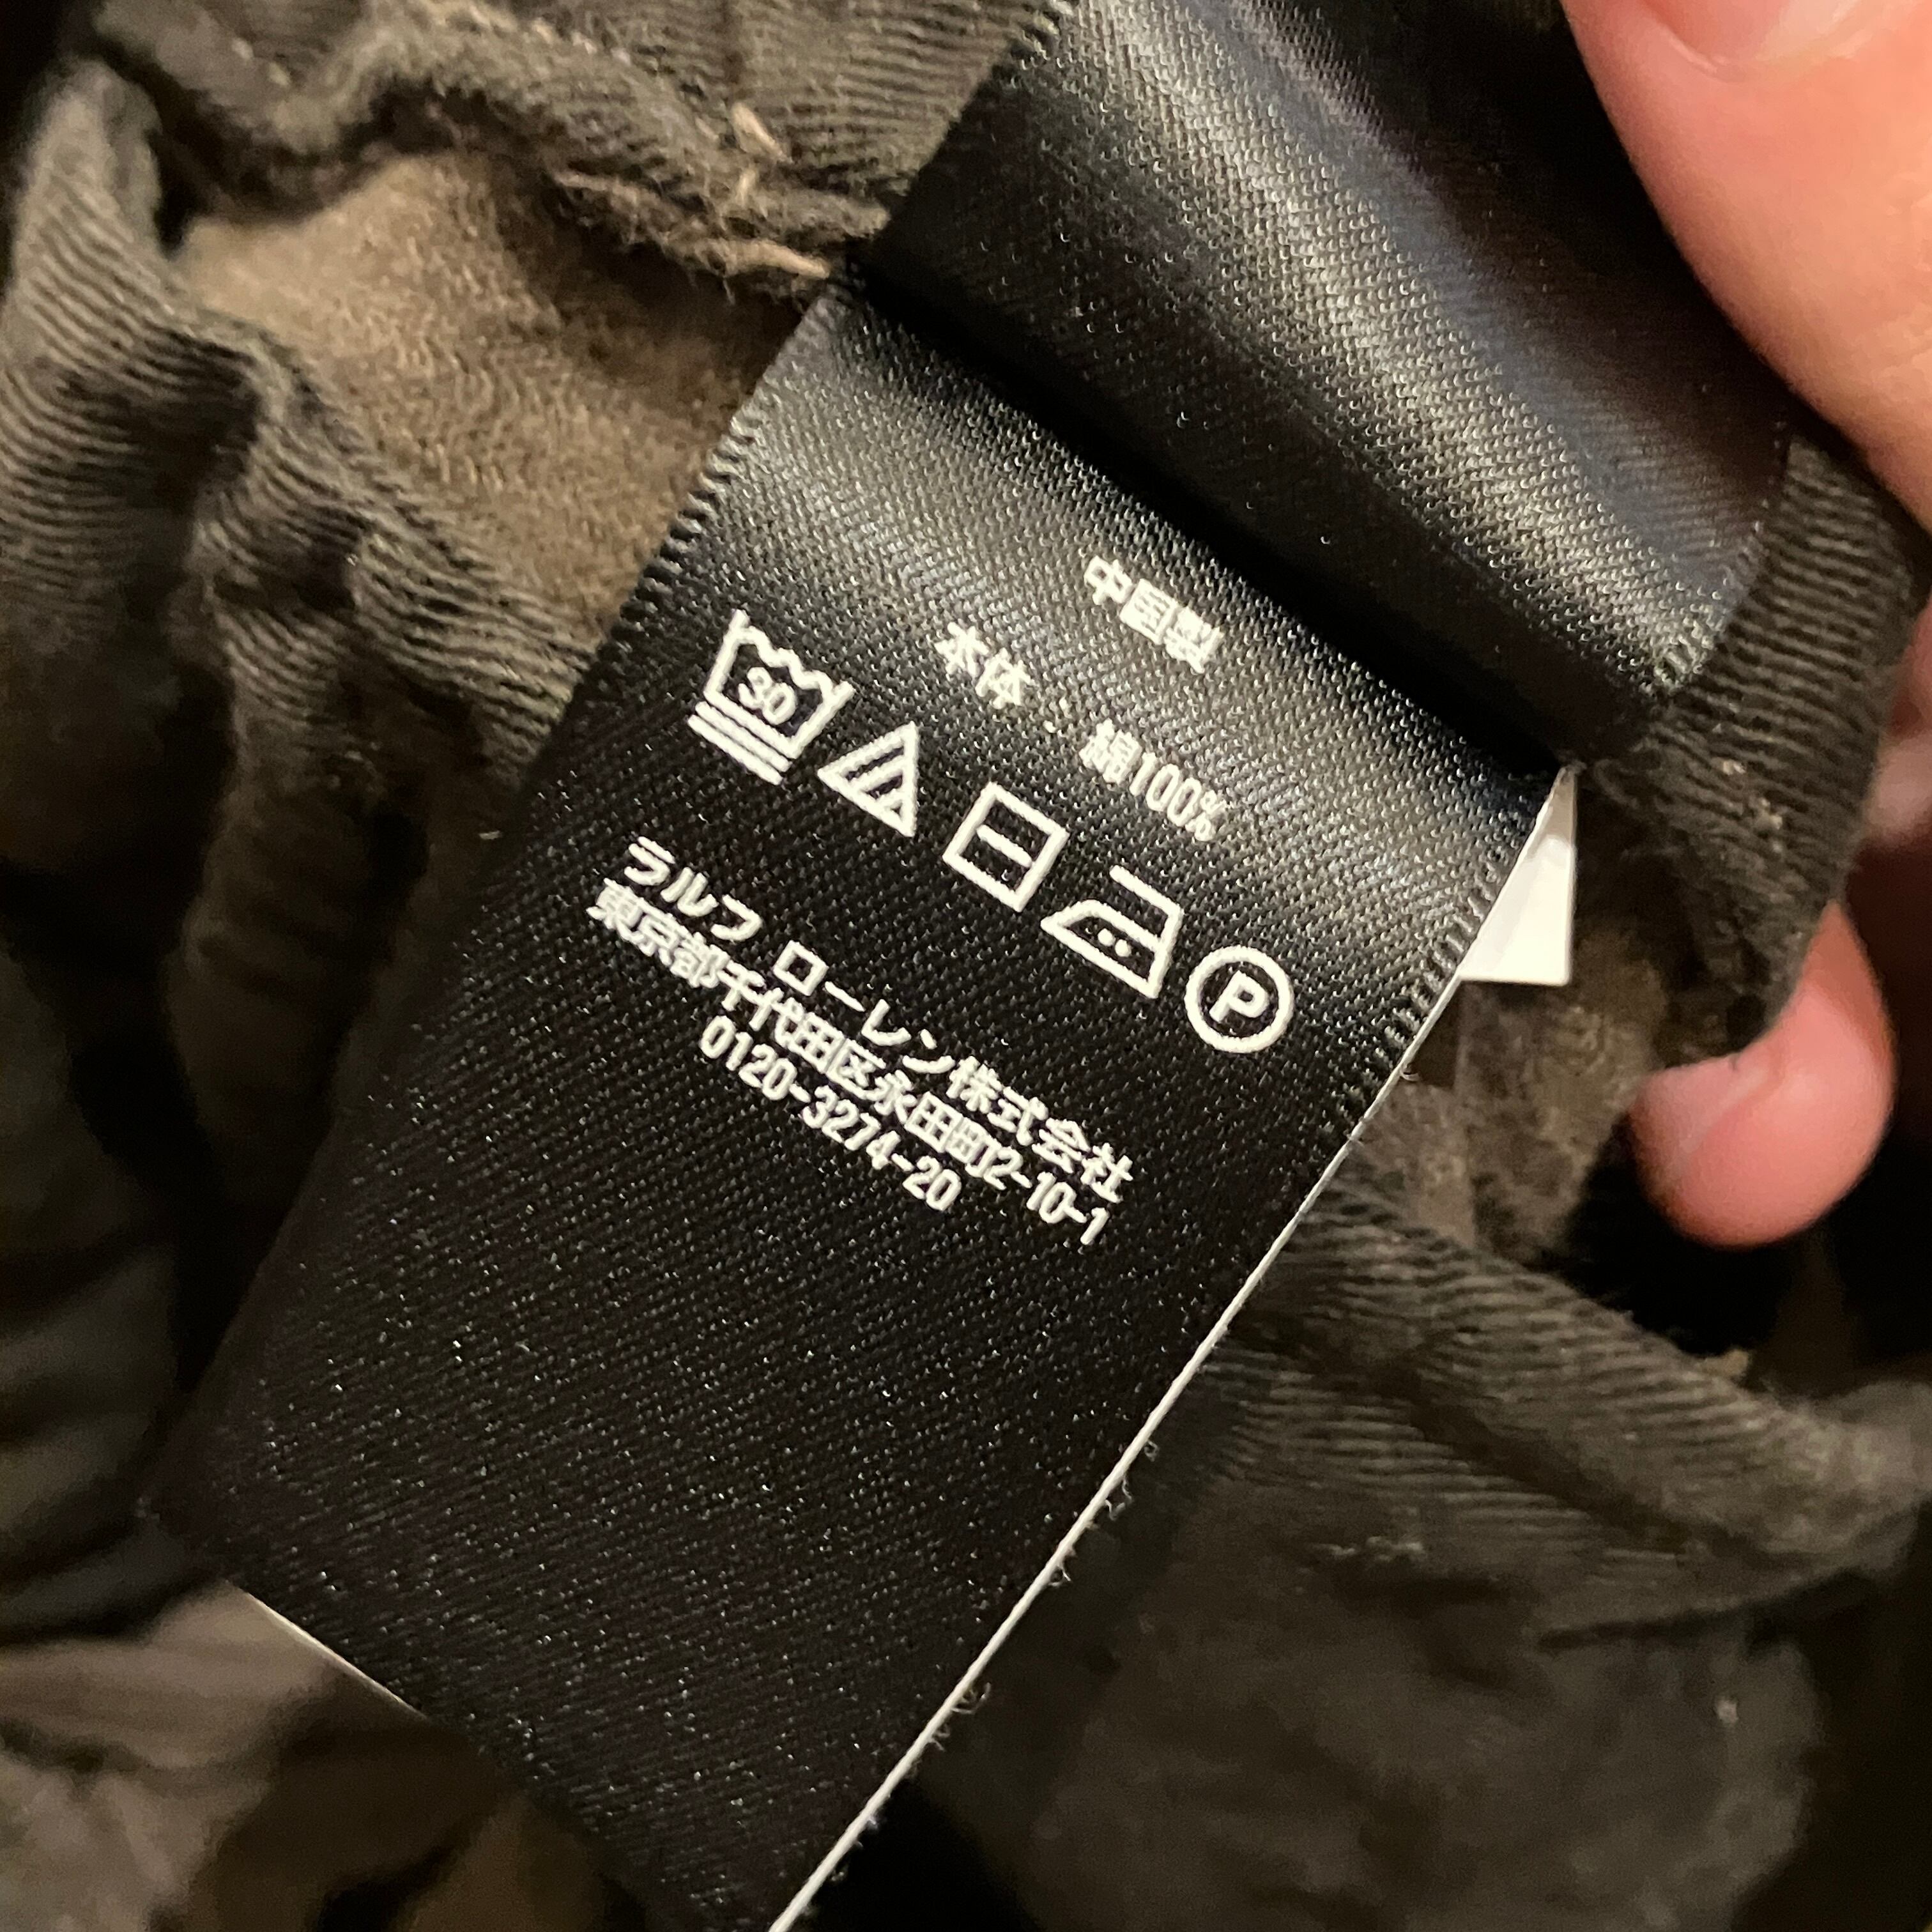 中国製
本体：綿100%
30
P
ラルフ ローレン株式会社
東京都千代田区永田町2-10-1
0120-3274-20